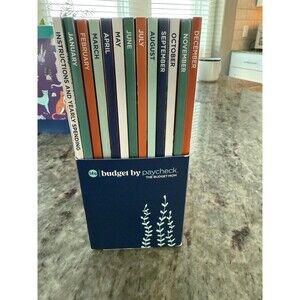 INSTRUCTIONS AND YEARLY SPENDING
JANUARY
FEBRUARY
MARCH
APRIL
MAY
JUNE
JULY
AUGUST
SEPTEMBER
OCTOBER
NOVEMBER
DECEMBER
budget by paycheck.
THE BUDGET MOM